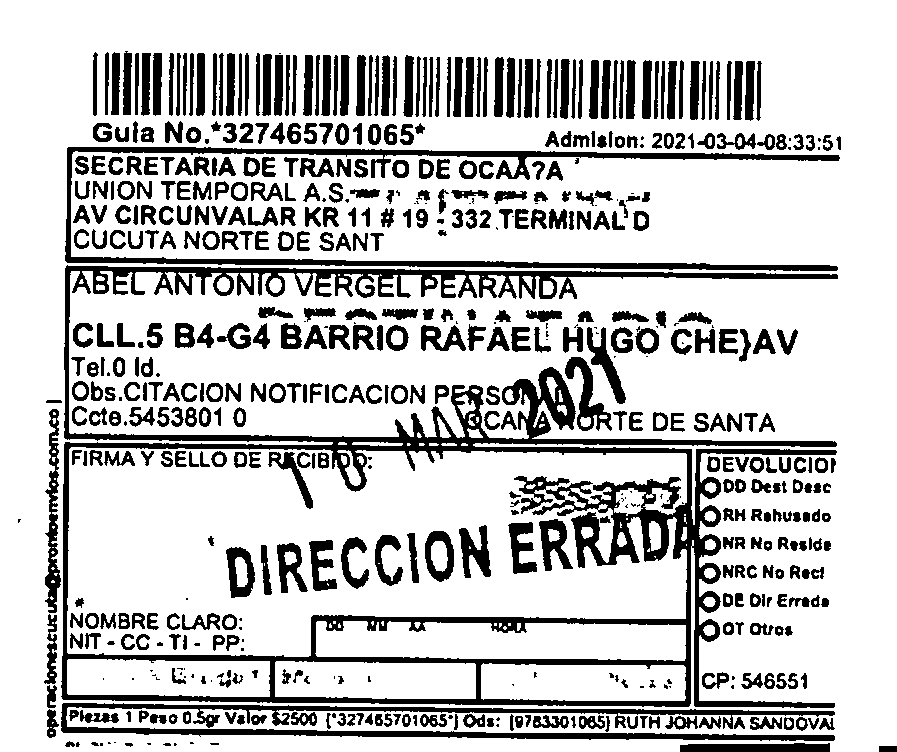 Guia No.*327465701065*
Admision: 2021-03-04-08:33:51
SECRETARIA DE TRANSITO DE OCAÃ?A
UNION TEMPORAL A.S.
AV CIRCUNVALAR KR 11 # 19 - 332 TERMINAL D
CUCUTA NORTE DE SANT
ABEL ANTONIO VERGEL PEARANDA
CLL.5 B4-G4 BARRIO RAFAEL HUGO CHE}AV
Tel.0 Id.
Obs.CITACION NOTIFICACION PERSONAL
Ccte.5453801 0
OCANA NORTE DE SANTA
10 MAR 2021
operacionescucuta@prontoenvios.com.co
FIRMA Y SELLO DE RECIBIDO:
DIRECCION ERRADA
NOMBRE CLARO:
NIT - CC - TI - PP:
DD MM AA HORA
DEVOLUCION
DD Dest Desc
RH Rehusado
NR No Reside
NRC No Recl
DE Dir Errada
OT Otros
CP: 546551
Piezas 1 Peso 0.5gr Valor $2500 (*327465701065*) Ods: (9783301065) RUTH JOHANNA SANDOVAL